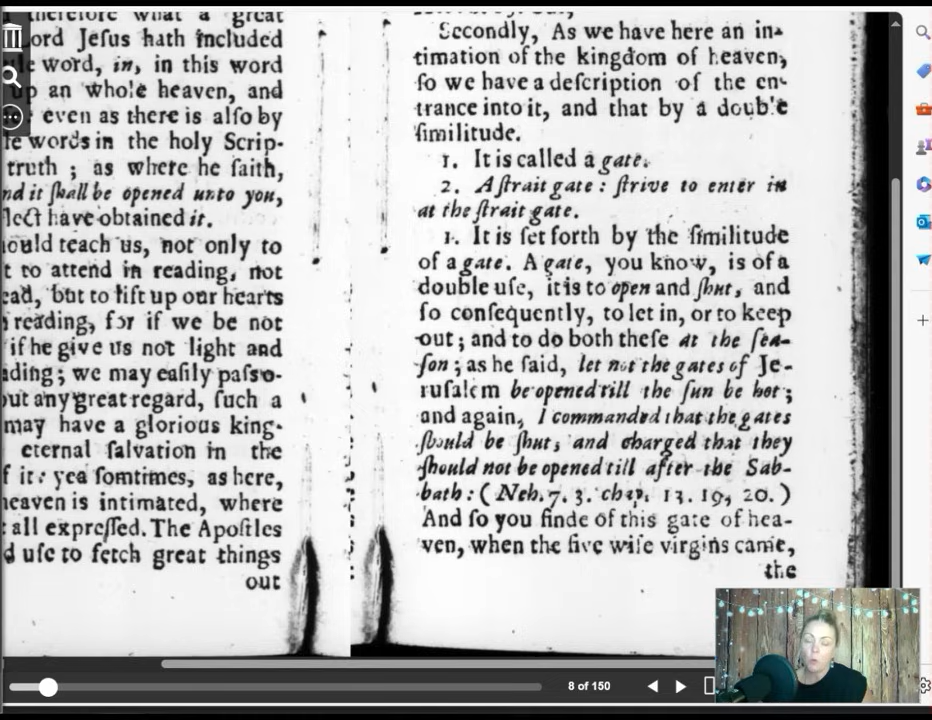 therefore what a great
Lord Jeſus hath included
word, in, in this word
up an whole heaven, and
even as there is alſo by
words in the holy Scrip-
truth ; as where he ſaith,
and it ſhall be opened unto you,
have obtained it.
ſhould teach us, not only to
to attend in reading, not
but to lift up our hearts
reading, for if we be not
if he give us not light and
we may eaſily paſs o-
out any great regard, ſuch a
may have a glorious king-
eternal ſalvation in the
it: yea ſomtimes, as here,
heaven is intimated, where
all expreſſed. The Apoſtles
uſe to fetch great things
out
Secondly, As we have here an in-
timation of the kingdom of heaven,
ſo we have a deſcription of the en-
trance into it, and that by a double
ſimilitude.
1. It is called a gate.
2. A ſtrait gate : ſtrive to enter in
at the ſtrait gate.
1. It is ſet forth by the ſimilitude
of a gate. A gate, you know, is of a
double uſe, it is to open and ſhut, and
ſo conſequently, to let in, or to keep
out ; and to do both theſe at the ſea-
ſon ; as he ſaid, let not the gates of Je-
ruſalem be opened till the ſun be hot ;
and again, I commanded that the gates
ſhould be ſhut, and charged that they
ſhould not be opened till after the Sab-
bath : ( Neh. 7. 3. chap. 13. 19, 20. )
And ſo you finde of this gate of hea-
ven, when the five wiſe virgins came,
the
8 of 150